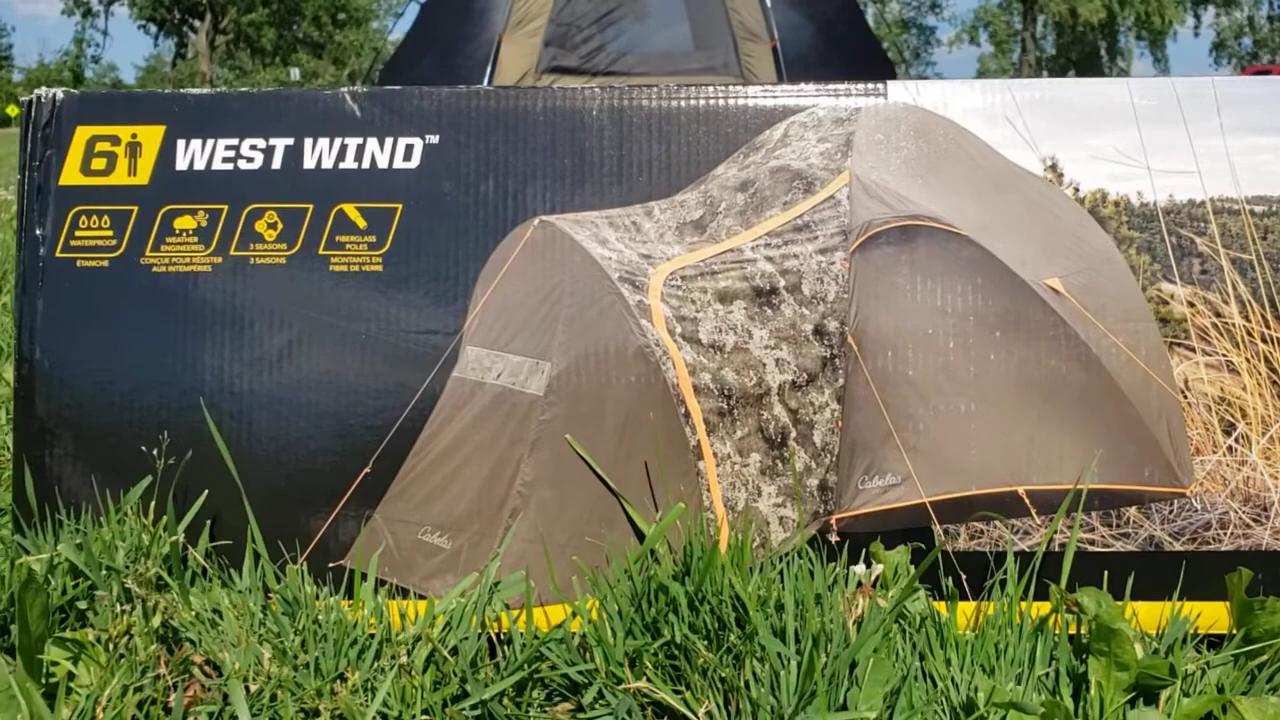 6 WEST WIND™
WATERPROOF
ÉTANCHE
WEATHER
ENGINEERED
CONÇUE POUR RÉSISTER
AUX INTEMPÉRIES
3 SEASONS
3 SAISONS
FIBERGLASS
POLES
MONTANTS EN
FIBRE DE VERRE
Cabela's
Cabela's